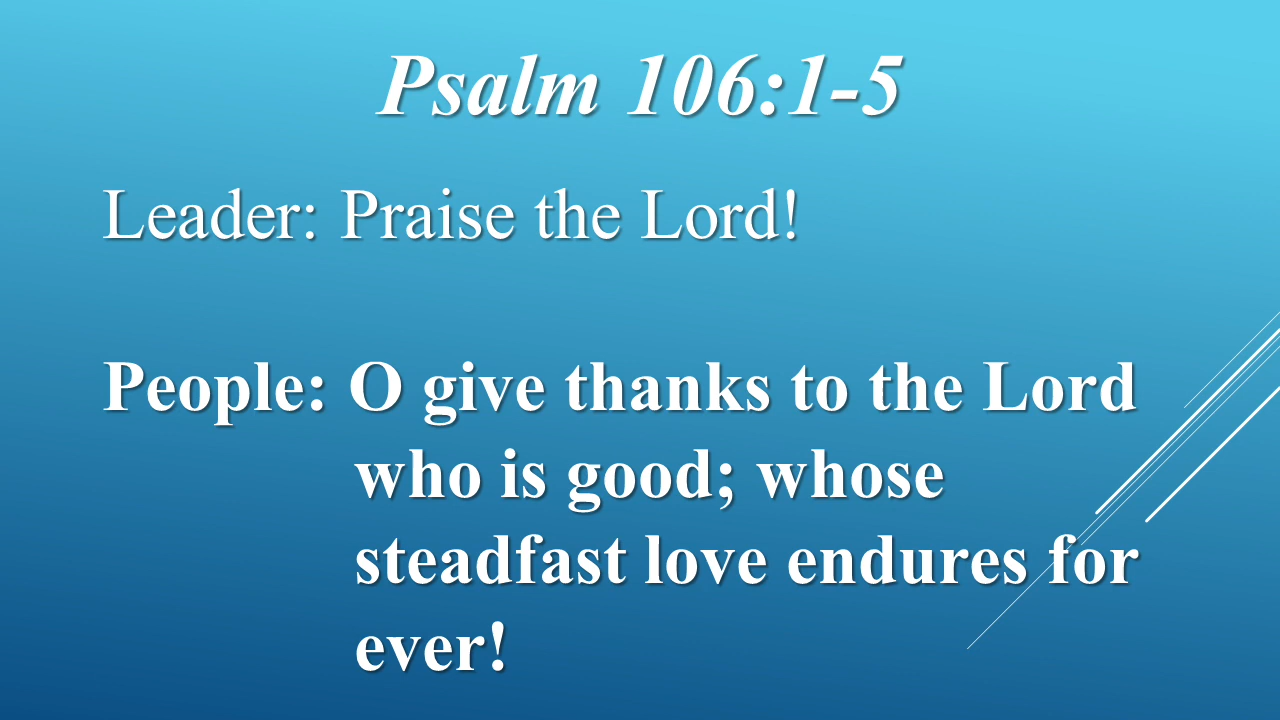 Psalm 106:1-5
Leader: Praise the Lord!
People: O give thanks to the Lord
who is good; whose
steadfast love endures for
ever!